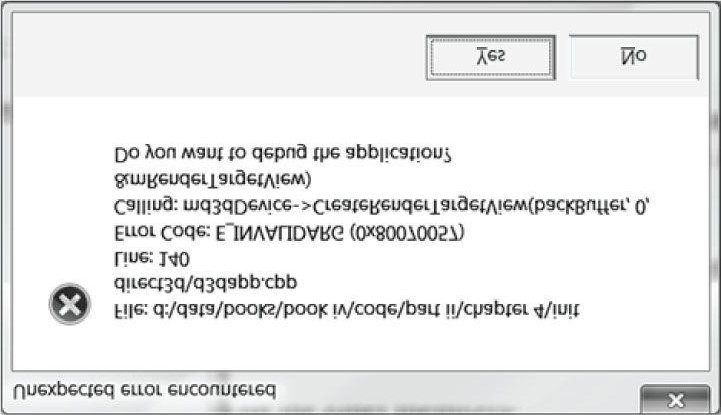 Unexpected error encountered
File: d:\data\books\book iv\code\part ii\chapter 4\init
direct3d\d3dapp.cpp
Line: 140
Error Code: E_INVALIDARG (0x80070057)
Calling: md3dDevice->CreateRenderTargetView(backBuffer, 0,
&mRenderTargetView)
Do you want to debug the application?
Yes
No